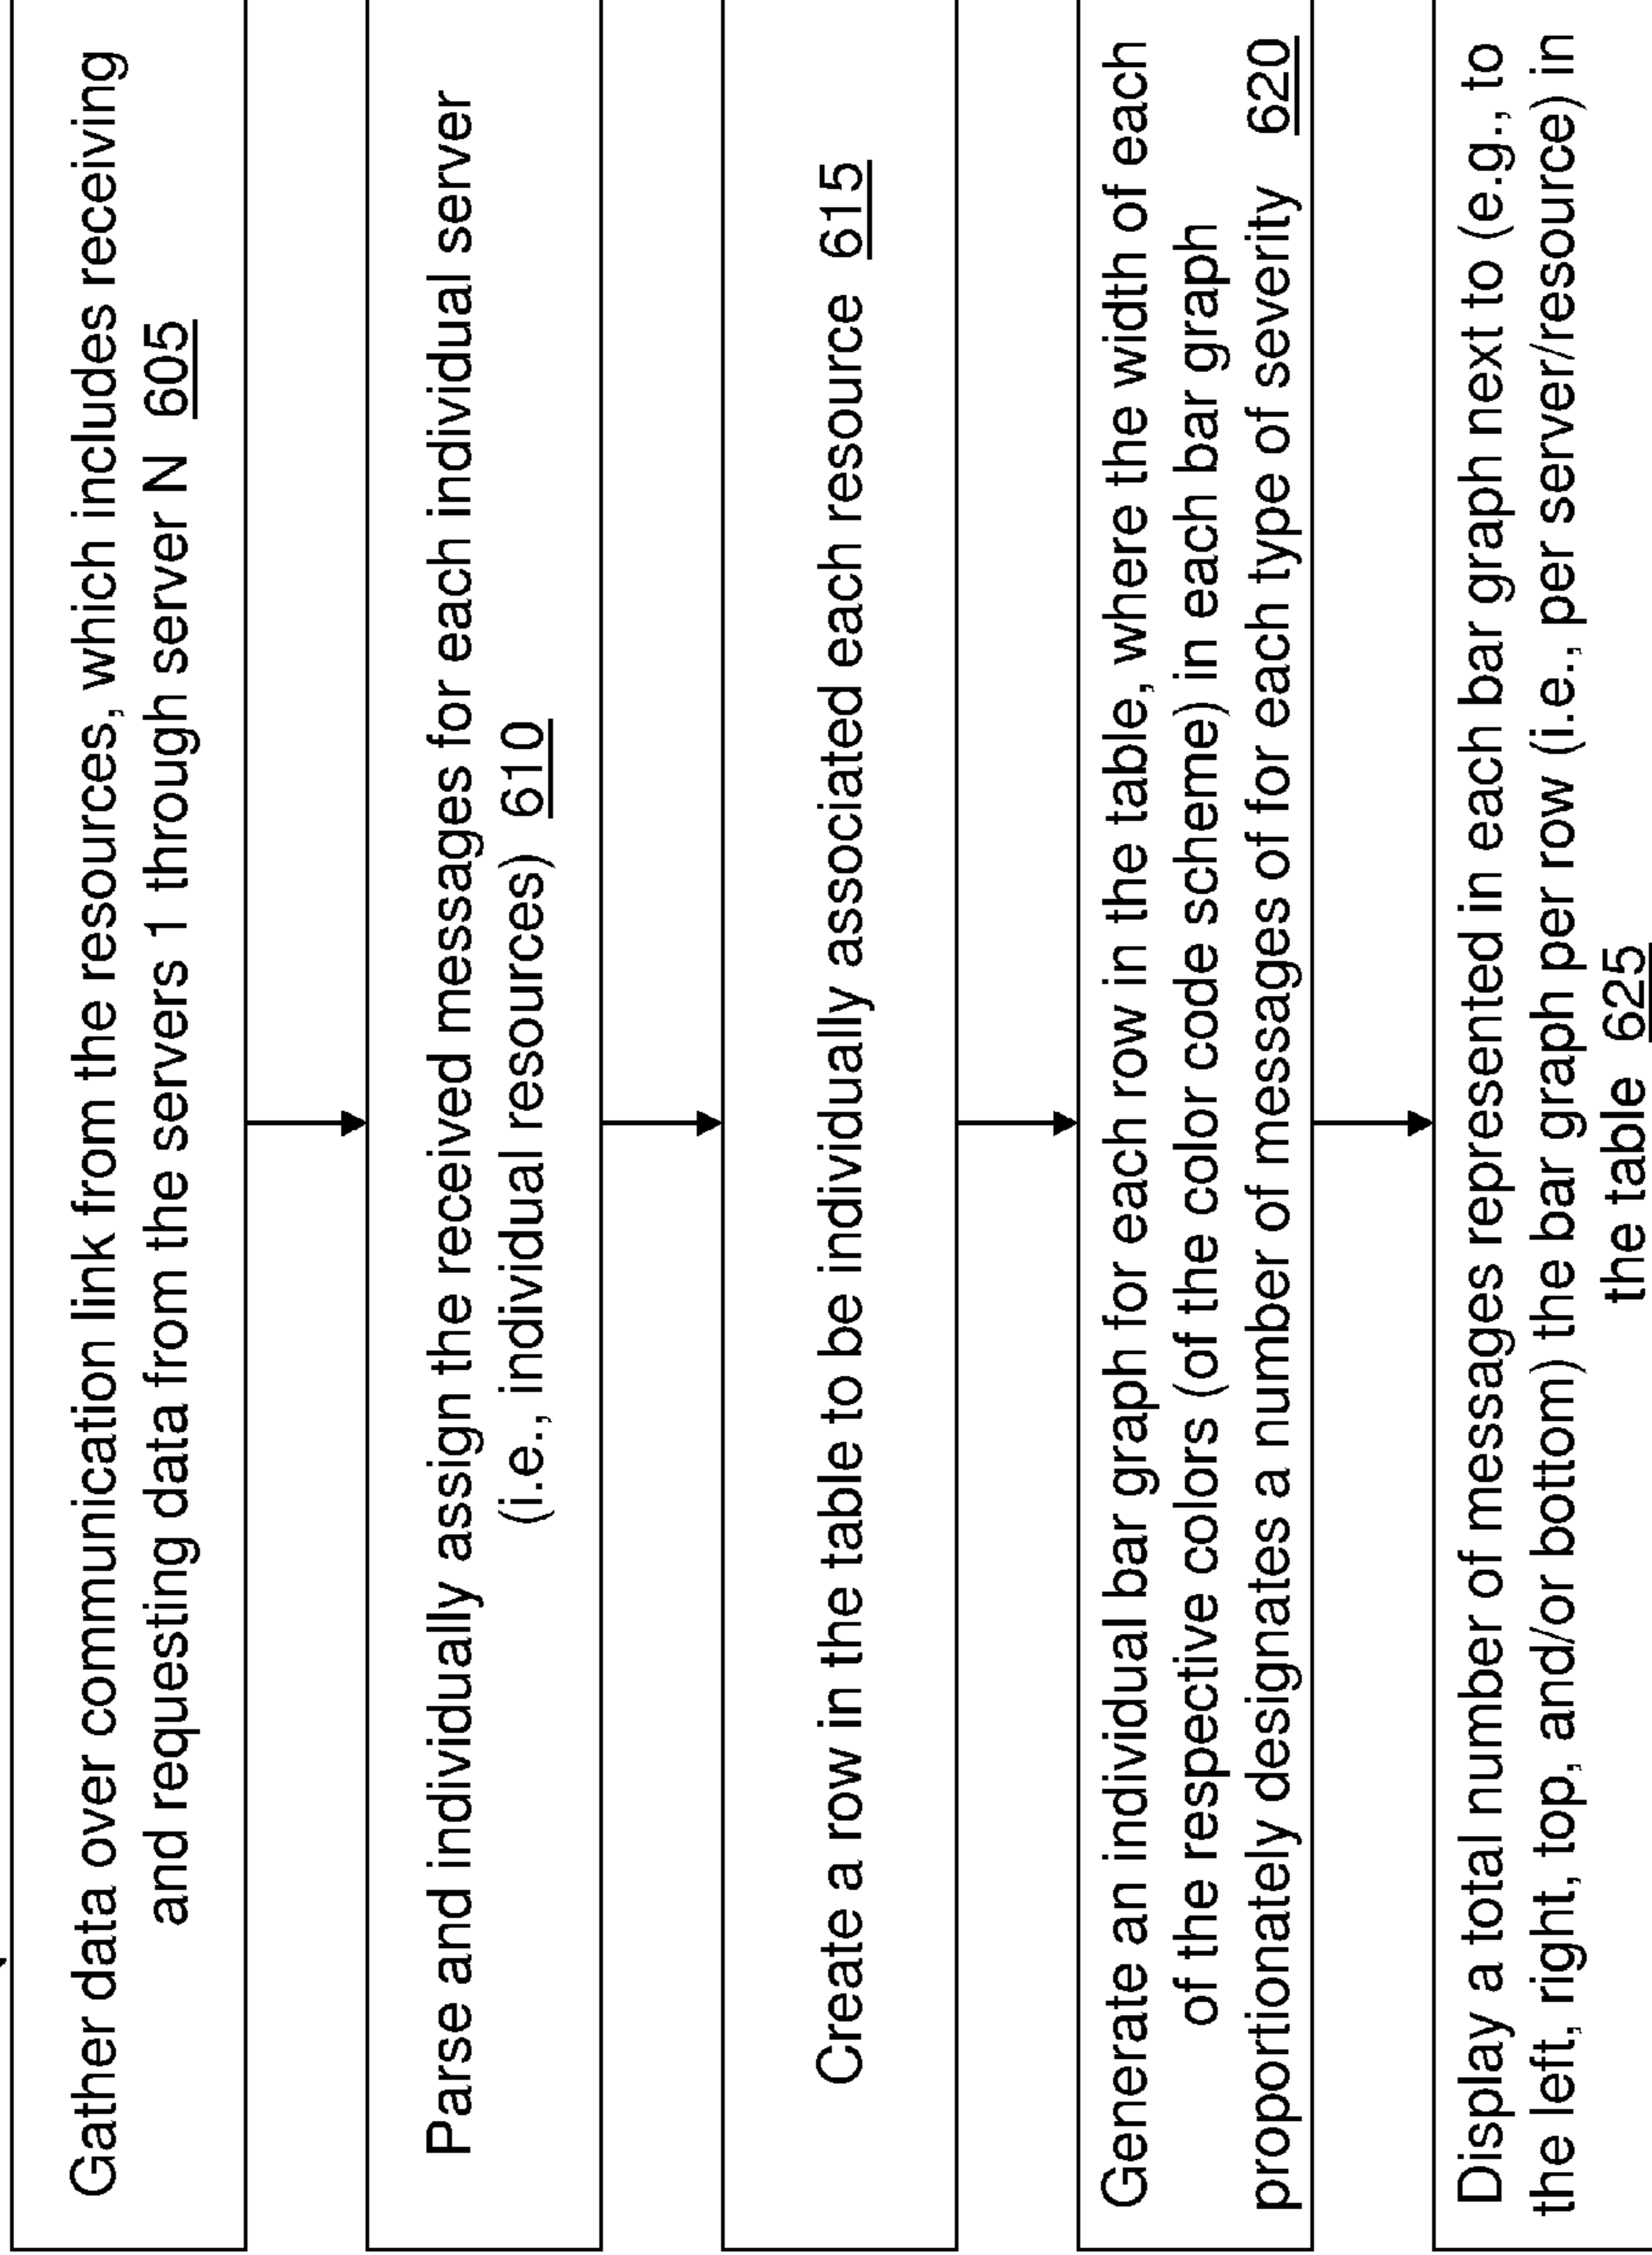 Gather data over communication link from the resources, which includes receiving
and requesting data from the servers 1 through server N 605
Parse and individually assign the received messages for each individual server
(i.e., individual resources) 610
Create a row in the table to be individually associated each resource 615
Generate an individual bar graph for each row in the table, where the width of each
of the respective colors (of the color code scheme) in each bar graph
proportionately designates a number of messages of for each type of severity 620
Display a total number of messages represented in each bar graph next to (e.g., to
the left, right, top, and/or bottom) the bar graph per row (i.e., per server/resource) in
the table 625